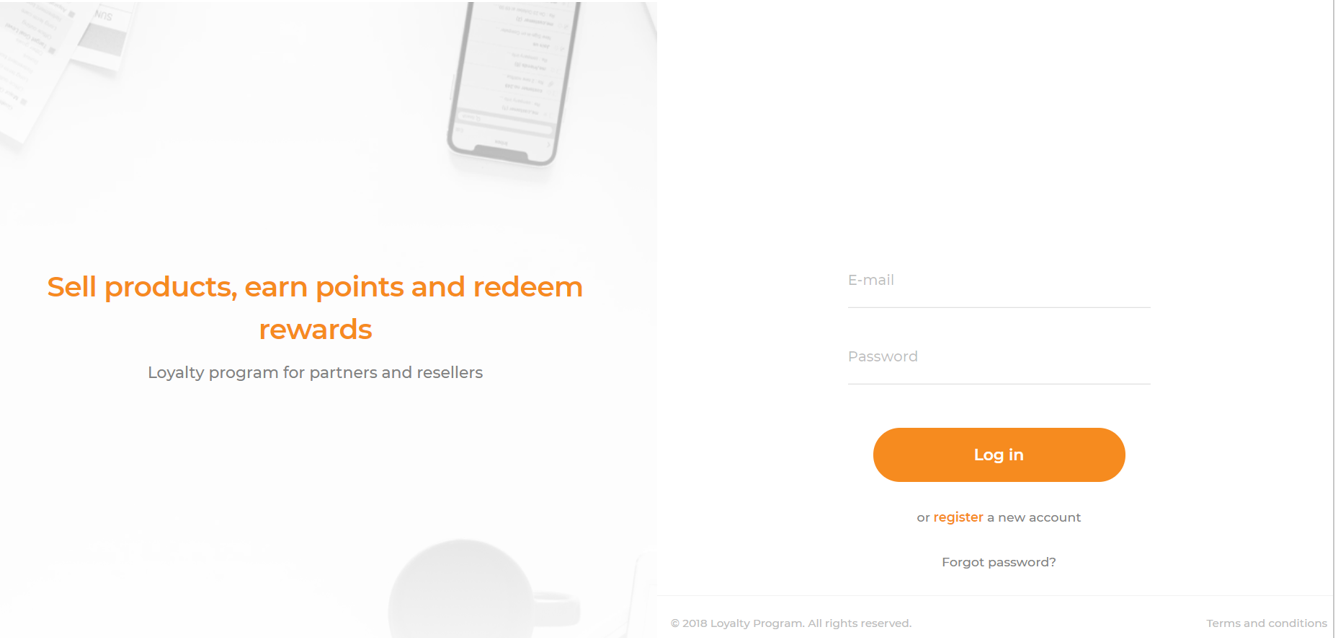 Sell products, earn points and redeem
rewards
Loyalty program for partners and resellers
E-mail
Password
Log in
or register a new account
Forgot password?
© 2018 Loyalty Program. All rights reserved.
Terms and conditions